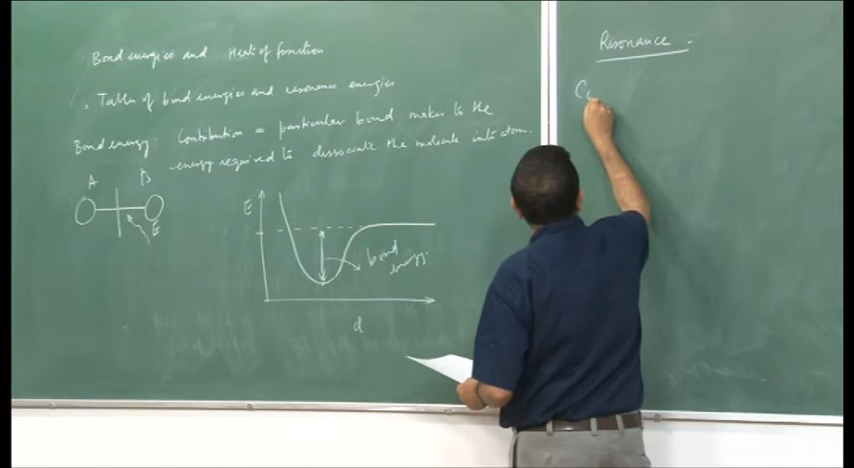 Bond energies and Heat of formation
. Tables of bond energies and resonance energies
Bond energy Contribution a particular bond makes to the
energy required to dissociate the molecule into atoms.
A B
E
E
bond
energy.
d
Resonance -
C